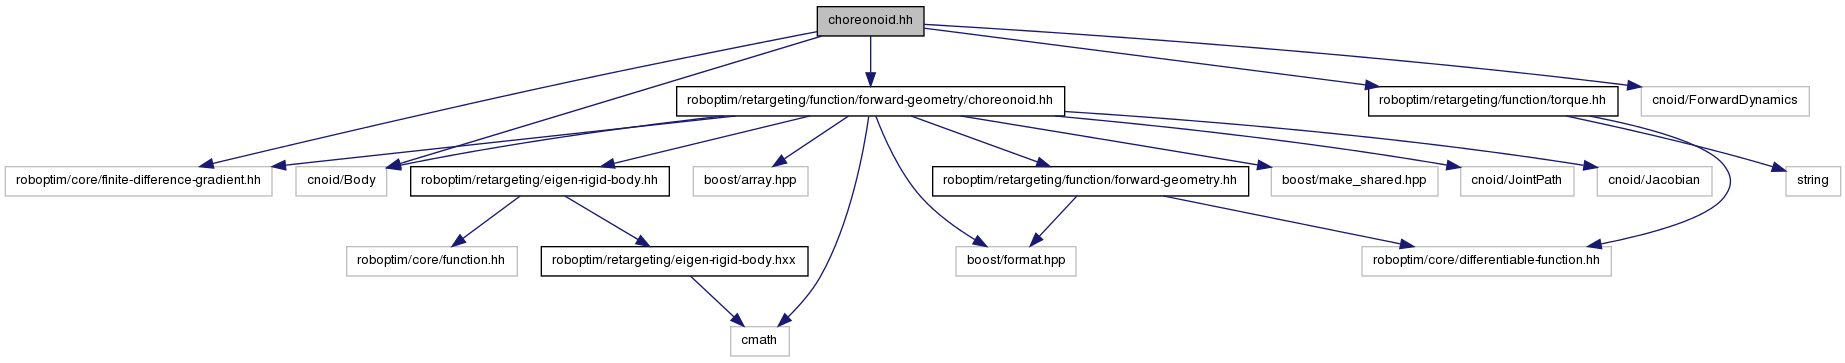 choreonoid.hh
roboptim/retargeting/function/forward-geometry/choreonoid.hh
roboptim/retargeting/function/torque.hh
cnoid/ForwardDynamics
roboptim/core/finite-difference-gradient.hh
cnoid/Body
roboptim/retargeting/eigen-rigid-body.hh
boost/array.hpp
roboptim/retargeting/function/forward-geometry.hh
boost/make_shared.hpp
cnoid/JointPath
cnoid/Jacobian
string
roboptim/core/function.hh
roboptim/retargeting/eigen-rigid-body.hxx
boost/format.hpp
roboptim/core/differentiable-function.hh
cmath